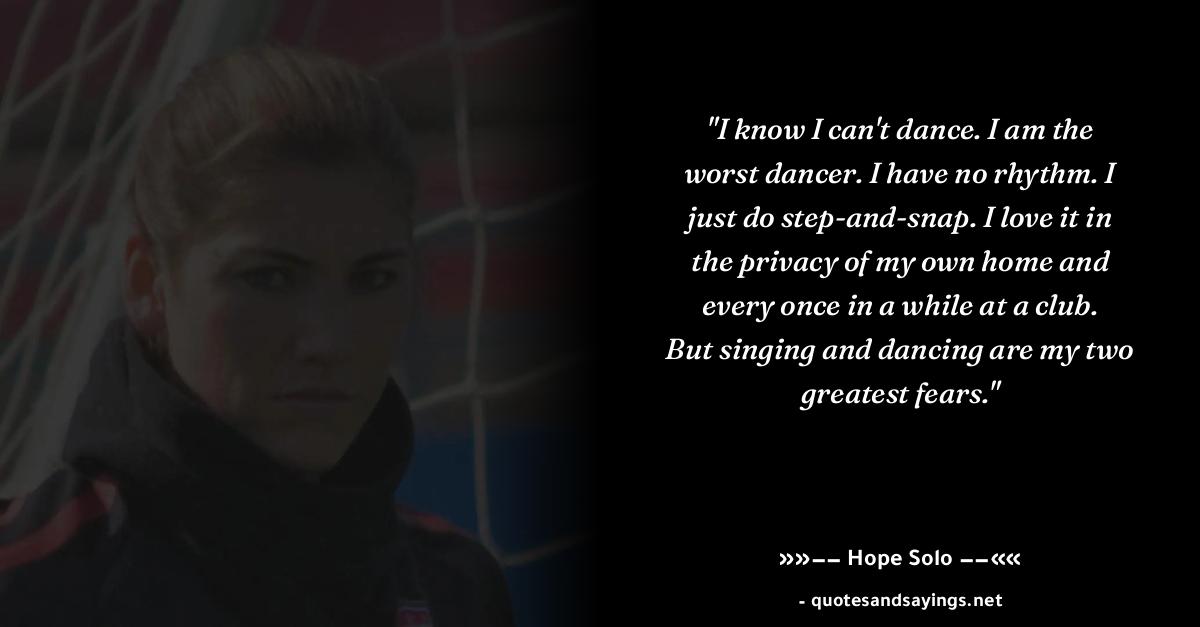 "I know I can't dance. I am the
worst dancer. I have no rhythm. I
just do step-and-snap. I love it in
the privacy of my own home and
every once in a while at a club.
But singing and dancing are my two
greatest fears."
»»–– Hope Solo ––««
- quotesandsayings.net